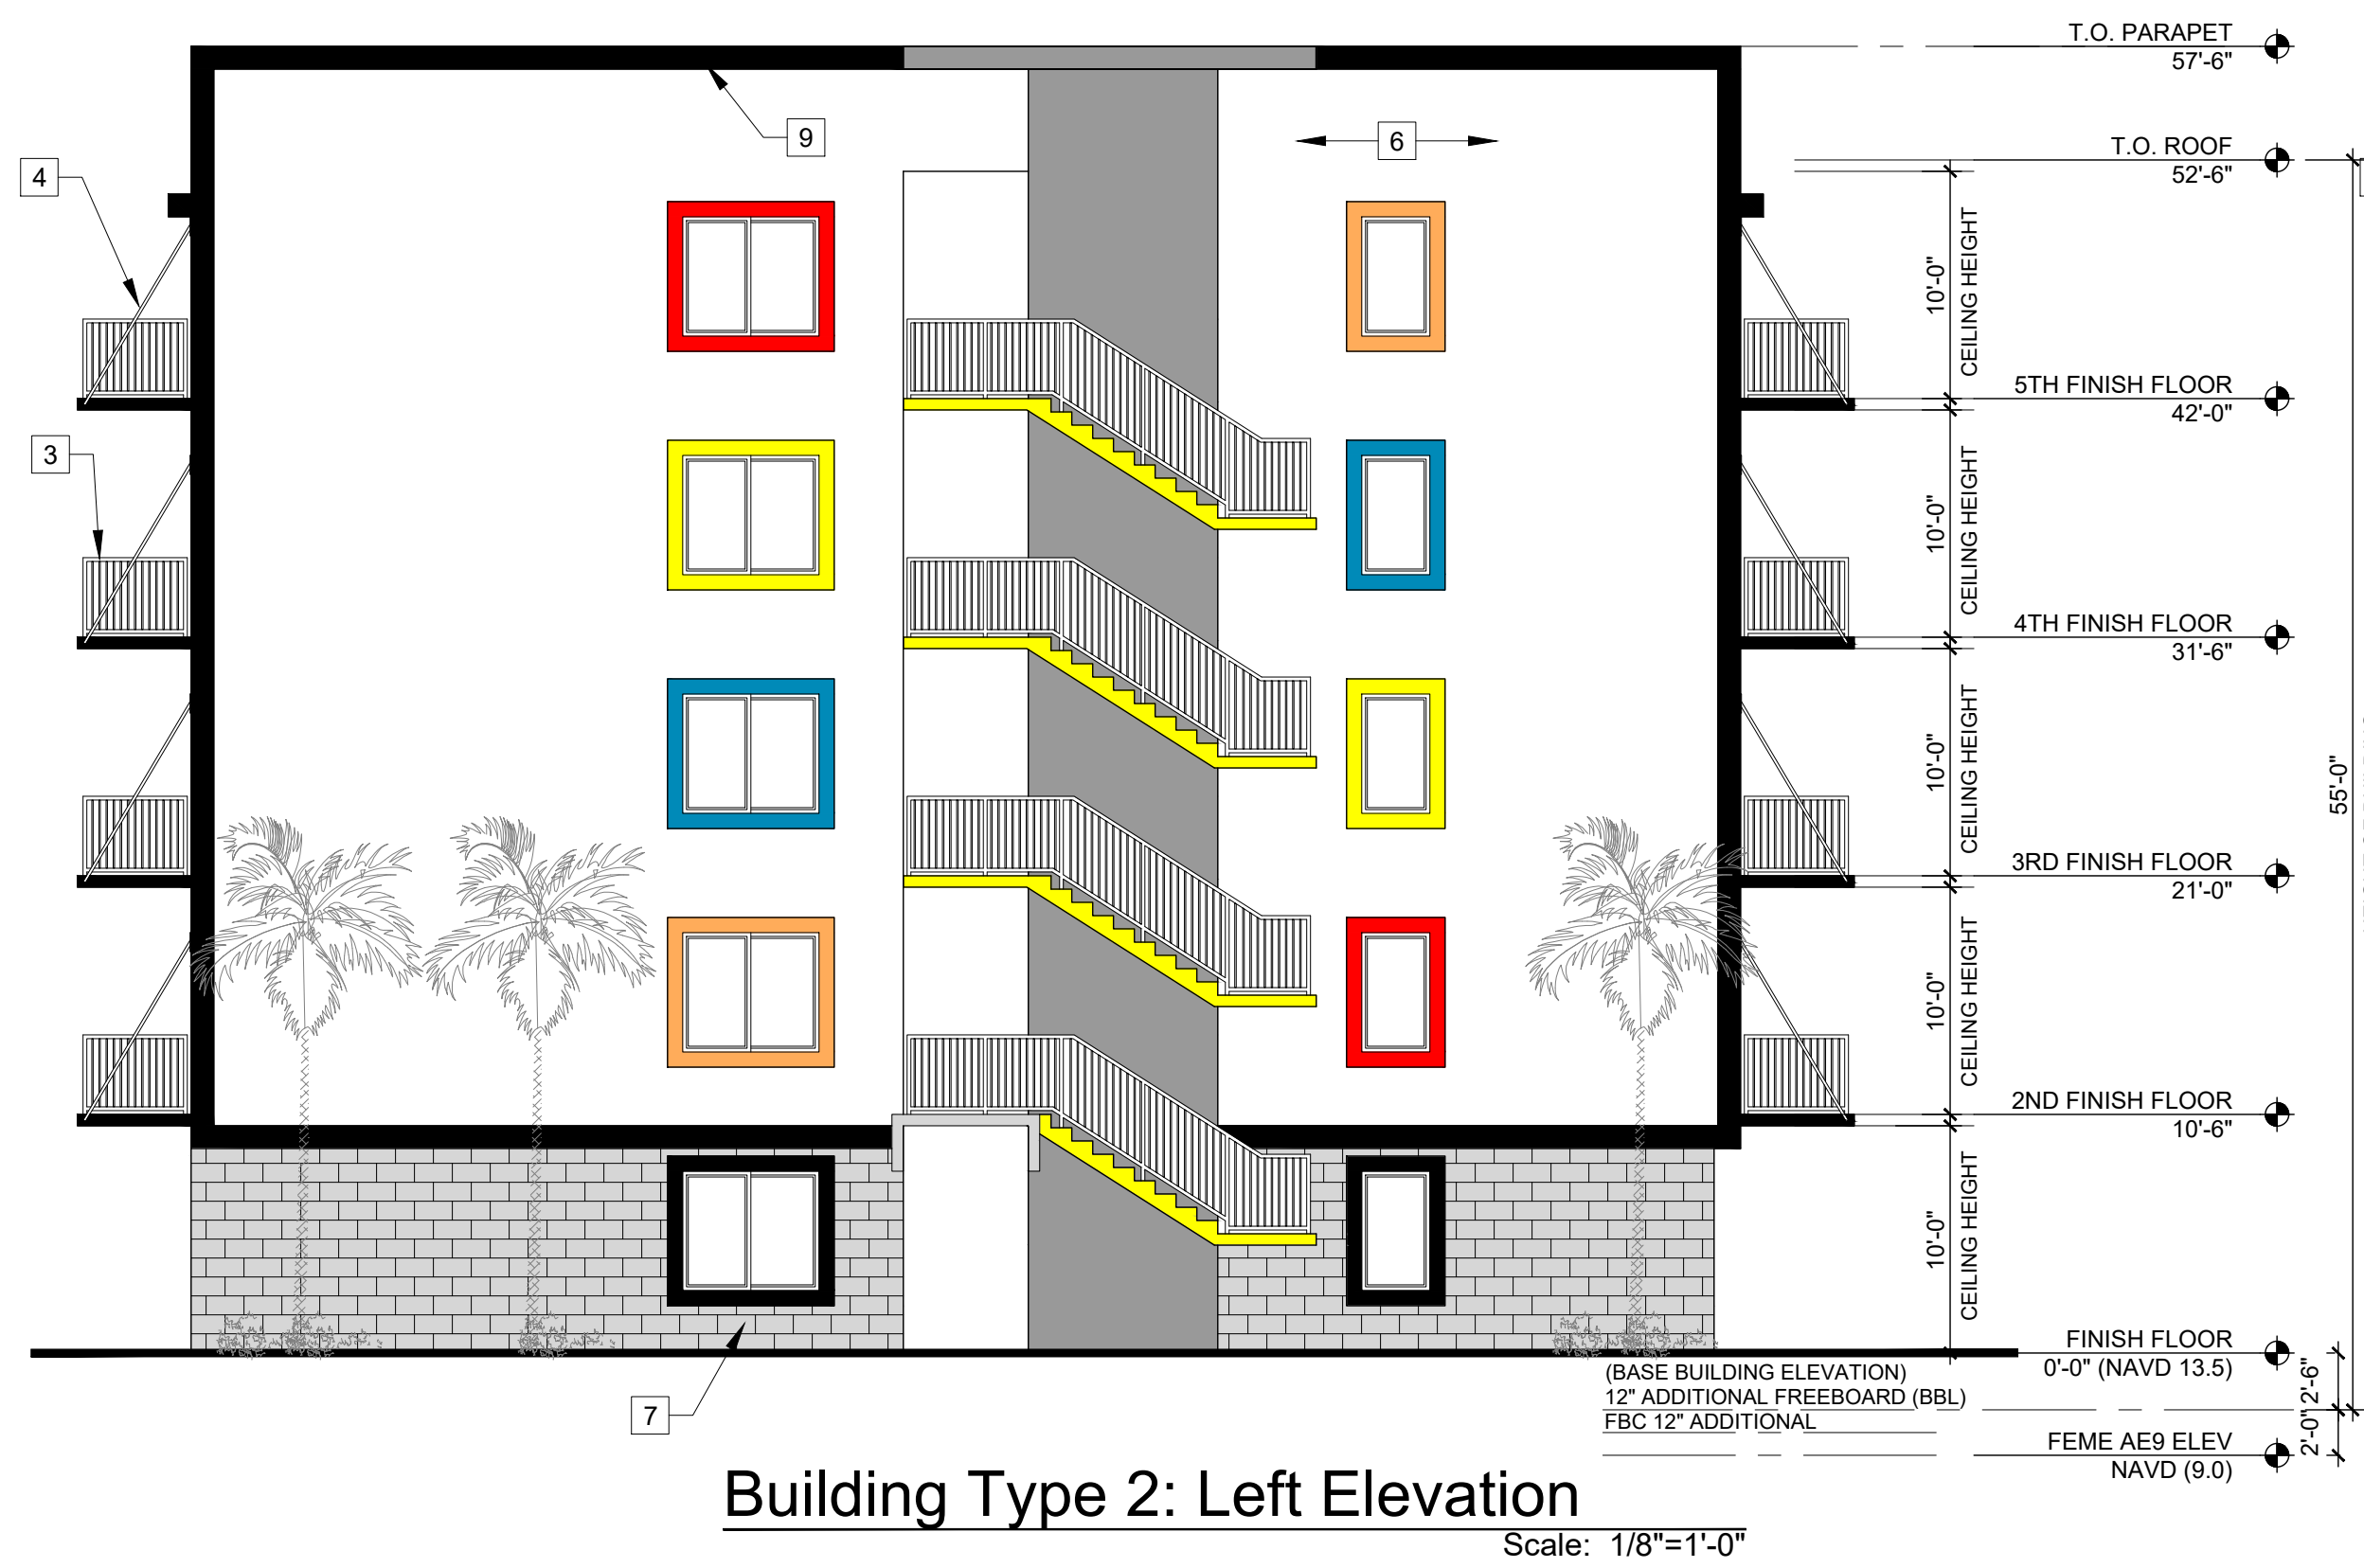 T.O. PARAPET
57'-6"
9
6
T.O. ROOF
52'-6"
4
10'-0"
CEILING HEIGHT
5TH FINISH FLOOR
42'-0"
3
10'-0"
CEILING HEIGHT
4TH FINISH FLOOR
31'-6"
10'-0"
CEILING HEIGHT
55'-0"
3RD FINISH FLOOR
21'-0"
10'-0"
CEILING HEIGHT
2ND FINISH FLOOR
10'-6"
10'-0"
CEILING HEIGHT
FINISH FLOOR
0'-0" (NAVD 13.5)
(BASE BUILDING ELEVATION)
12" ADDITIONAL FREEBOARD (BBL)
FBC 12" ADDITIONAL
2'-6"
2'-0"
7
FEME AE9 ELEV
NAVD (9.0)
Building Type 2: Left Elevation
Scale: 1/8"=1'-0"